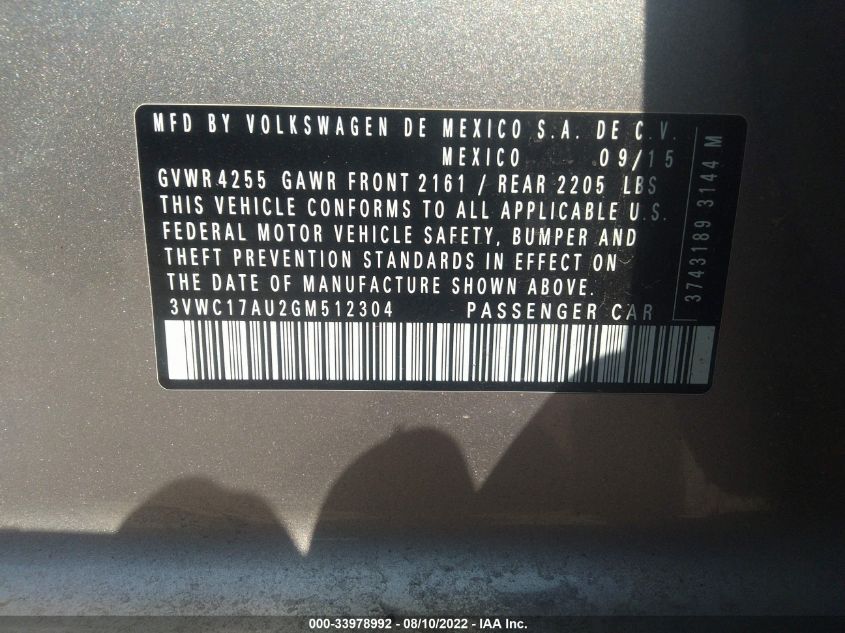 MFD BY VOLKSWAGEN DE MEXICO S.A. DE C.V.
MEXICO 09/15
GVWR 4255 GAWR FRONT 2161 / REAR 2205 LBS
THIS VEHICLE CONFORMS TO ALL APPLICABLE U.S.
FEDERAL MOTOR VEHICLE SAFETY, BUMPER AND
THEFT PREVENTION STANDARDS IN EFFECT ON
THE DATE OF MANUFACTURE SHOWN ABOVE.
3VWC17AU2GM512304 PASSENGER CAR
3743189 3144 M
000-33978992 - 08/10/2022 - IAA Inc.